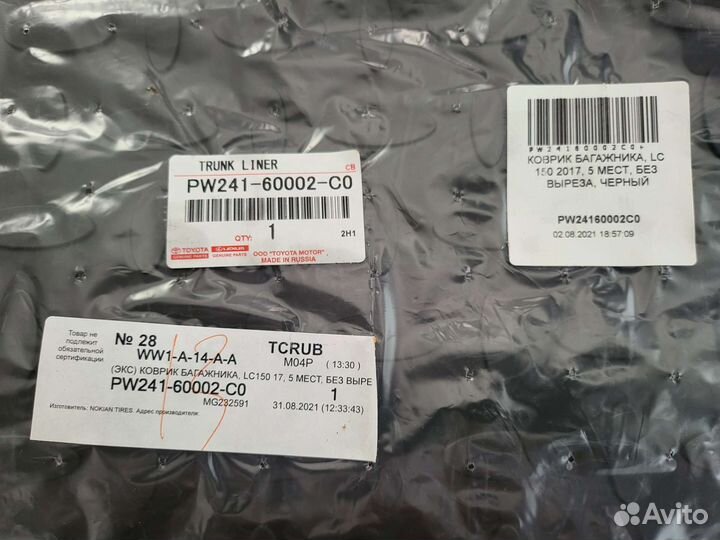 TRUNK LINER
CB
PW241-60002-C0
QTY:
1
2H1
TOYOTA
GENUINE PARTS
LEXUS
GENUINE PARTS
ООО "TOYOTA MOTOR"
MADE IN RUSSIA
PW24160002C0
КОВРИК БАГАЖНИКА, LC
150 2017, 5 МЕСТ, БЕЗ
ВЫРЕЗА, ЧЕРНЫЙ
PW24160002C0
02.08.2021 18:57:09
Товар не
подлежит
обязательной
сертификации
№ 28
WW1-A-14-A-A
TCRUB
M04P
( 13:30 )
(ЭКС) КОВРИК БАГАЖНИКА, LC150 17, 5 МЕСТ, БЕЗ ВЫРЕ
PW241-60002-C0
1
MG232591
31.08.2021 (12:33:43)
Изготовитель: NOKIAN TIRES. Адрес производителя:
13
Avito